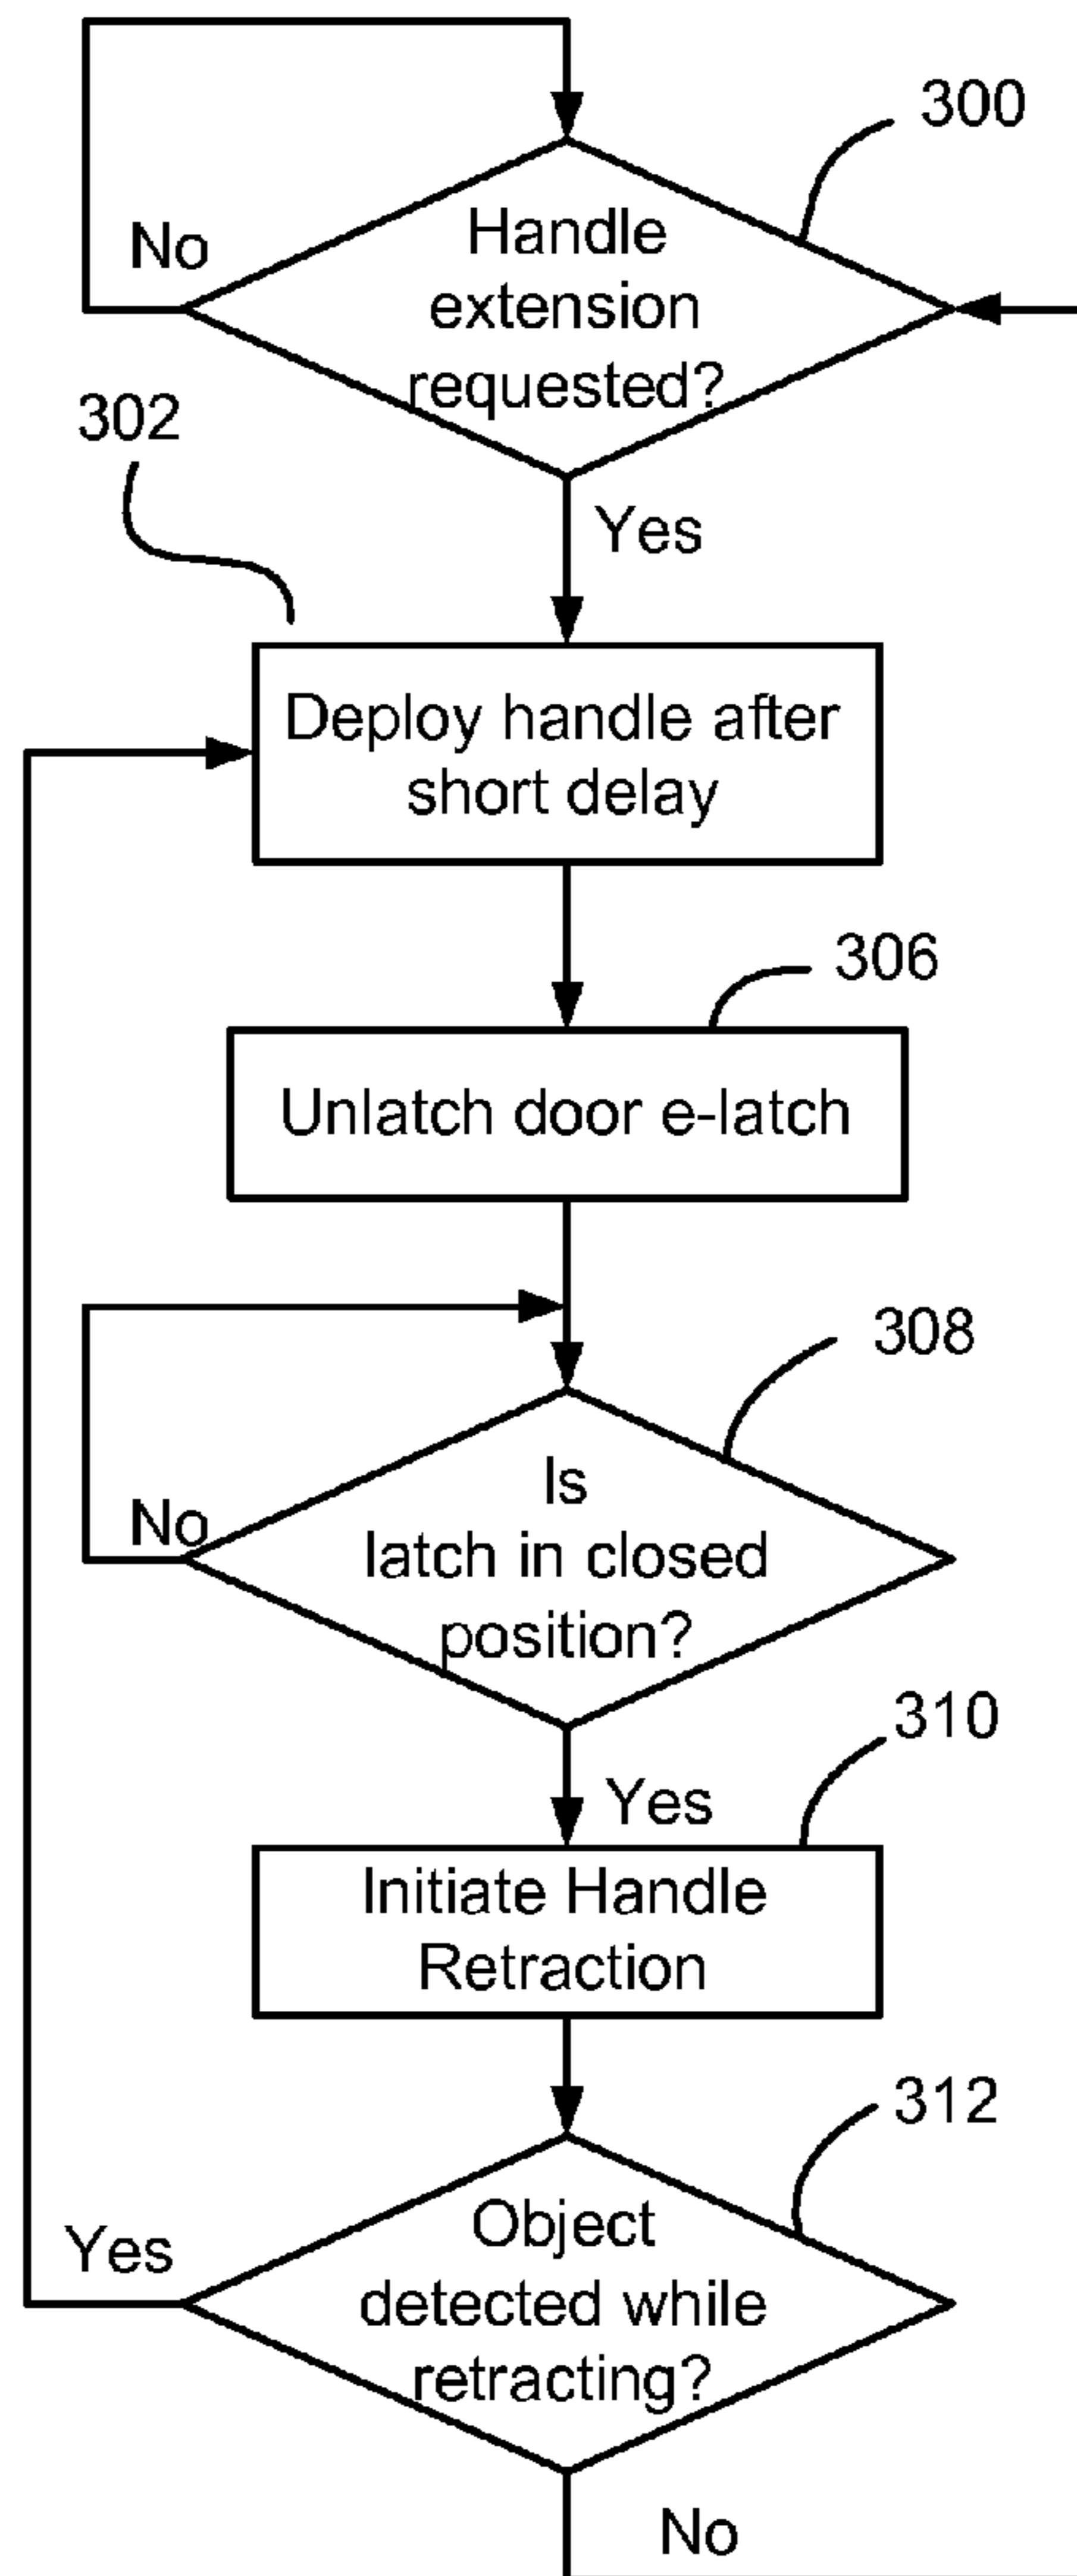 300
No
Handle
extension
requested?
302
Yes
Deploy handle after
short delay
306
Unlatch door e-latch
308
Is
latch in closed
position?
No
310
Yes
Initiate Handle
Retraction
312
Object
detected while
retracting?
Yes
No